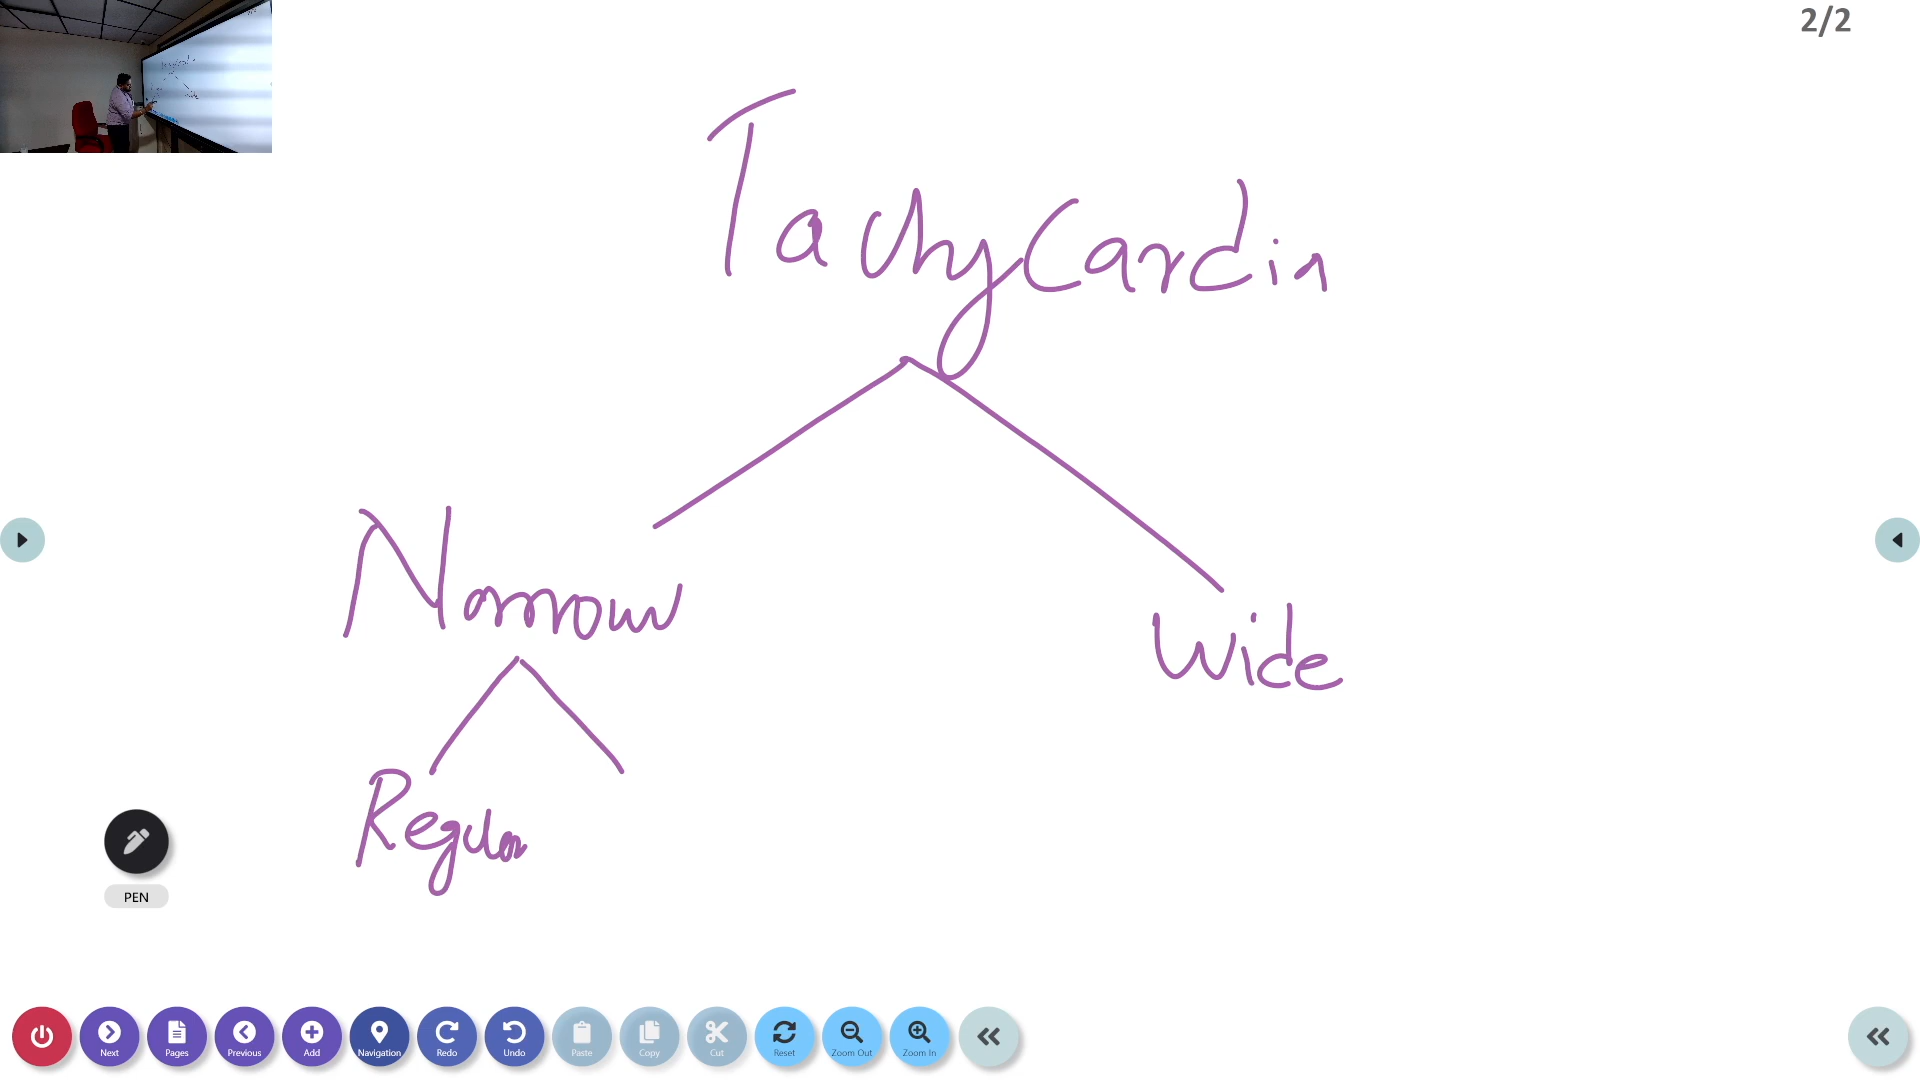 2/2
Tachycardia
Narrow
Wide
Regular
PEN
Next
Pages
Previous
Add
Navigation
Redo
Undo
Paste
Copy
Cut
Reset
Zoom Out
Zoom In